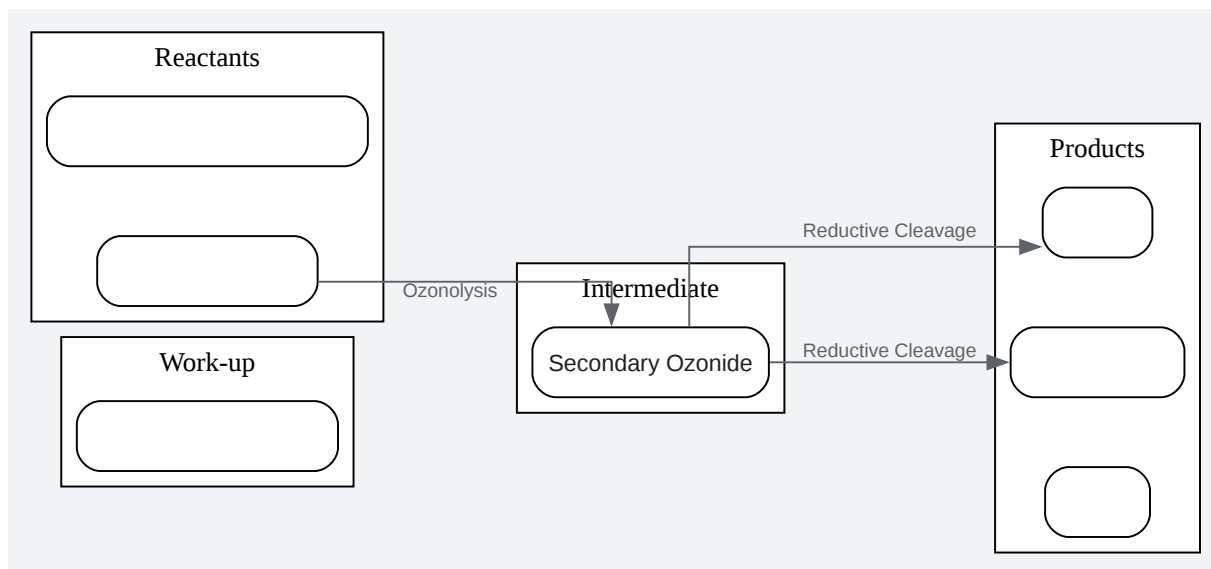 Reactants
Ozonolysis
Work-up
Intermediate
Secondary Ozonide
Reductive Cleavage
Reductive Cleavage
Products